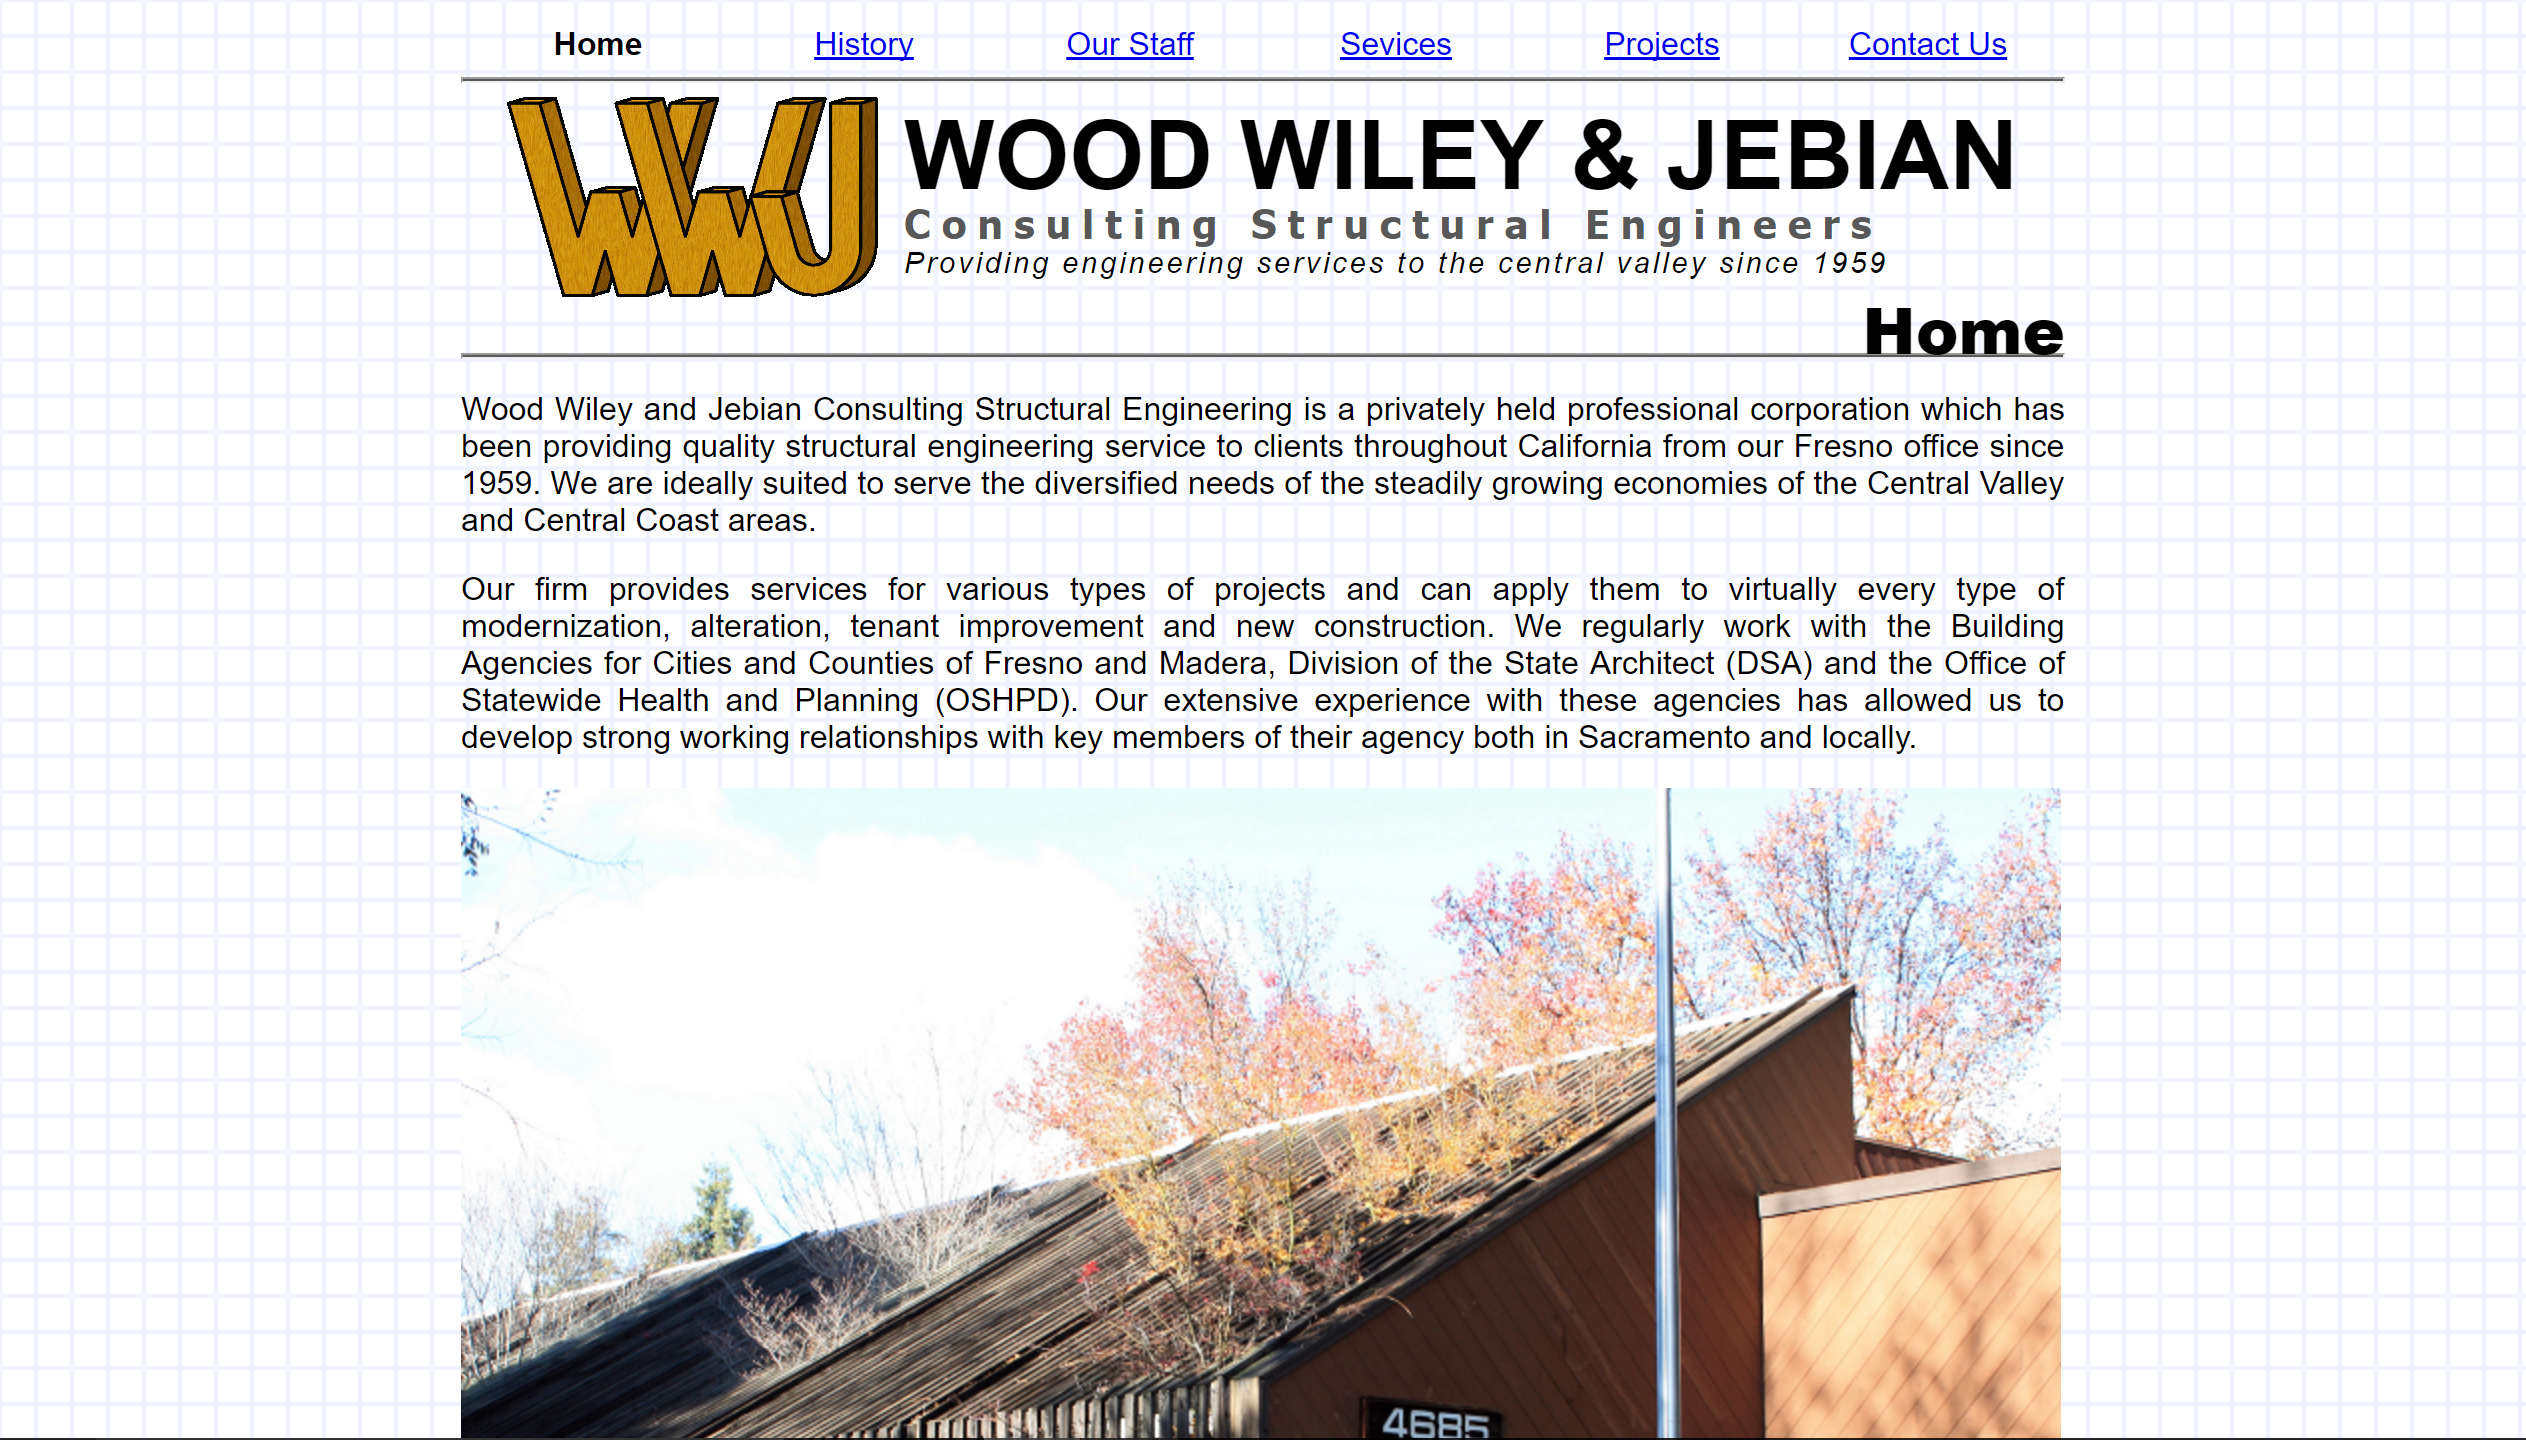 Home History Our Staff Sevices Projects Contact Us
WWJ
WOOD WILEY & JEBIAN
Consulting Structural Engineers
Providing engineering services to the central valley since 1959
Home
Wood Wiley and Jebian Consulting Structural Engineering is a privately held professional corporation which has
been providing quality structural engineering service to clients throughout California from our Fresno office since
1959. We are ideally suited to serve the diversified needs of the steadily growing economies of the Central Valley
and Central Coast areas.
Our firm provides services for various types of projects and can apply them to virtually every type of
modernization, alteration, tenant improvement and new construction. We regularly work with the Building
Agencies for Cities and Counties of Fresno and Madera, Division of the State Architect (DSA) and the Office of
Statewide Health and Planning (OSHPD). Our extensive experience with these agencies has allowed us to
develop strong working relationships with key members of their agency both in Sacramento and locally.
4685